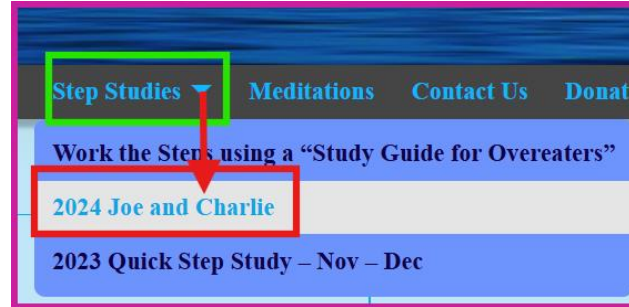 Step Studies Meditations Contact Us Donat
Work the Steps using a “Study Guide for Overeaters”
2024 Joe and Charlie
2023 Quick Step Study – Nov – Dec